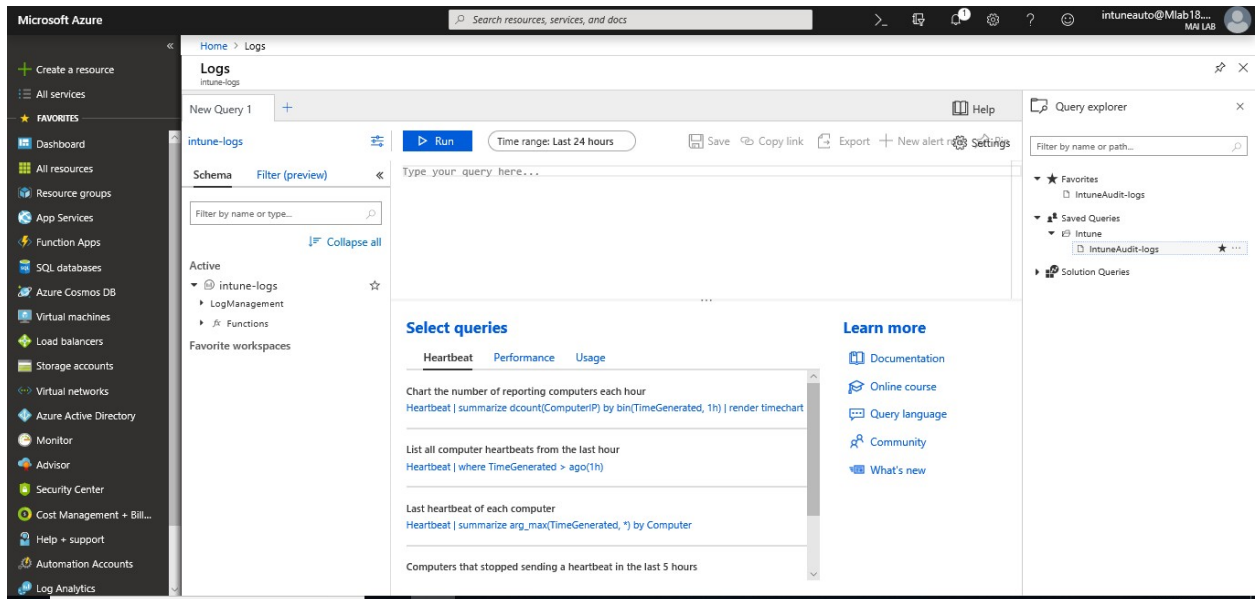 Microsoft Azure
Search resources, services, and docs
1
intuneauto@Mlab18....
MAI LAB
Create a resource
All services
FAVORITES
Dashboard
All resources
Resource groups
App Services
Function Apps
SQL databases
Azure Cosmos DB
Virtual machines
Load balancers
Storage accounts
Virtual networks
Azure Active Directory
Monitor
Advisor
Security Center
Cost Management + Bill...
Help + support
Automation Accounts
Log Analytics
Home > Logs
Logs
intune-logs
New Query 1
Help
intune-logs
Run
Time range: Last 24 hours
Save
Copy link
Export
New alert
Settings
Schema
Filter (preview)
Filter by name or type...
Collapse all
Active
intune-logs
LogManagement
fx Functions
Favorite workspaces
Type your query here...
...
Select queries
Heartbeat
Performance
Usage
Chart the number of reporting computers each hour
Heartbeat | summarize dcount(ComputerIP) by bin(TimeGenerated, 1h) | render timechart
List all computer heartbeats from the last hour
Heartbeat | where TimeGenerated > ago(1h)
Last heartbeat of each computer
Heartbeat | summarize arg_max(TimeGenerated, *) by Computer
Computers that stopped sending a heartbeat in the last 5 hours
Learn more
Documentation
Online course
Query language
Community
What's new
Query explorer
Filter by name or path...
Favorites
IntuneAudit-logs
Saved Queries
Intune
IntuneAudit-logs
Solution Queries